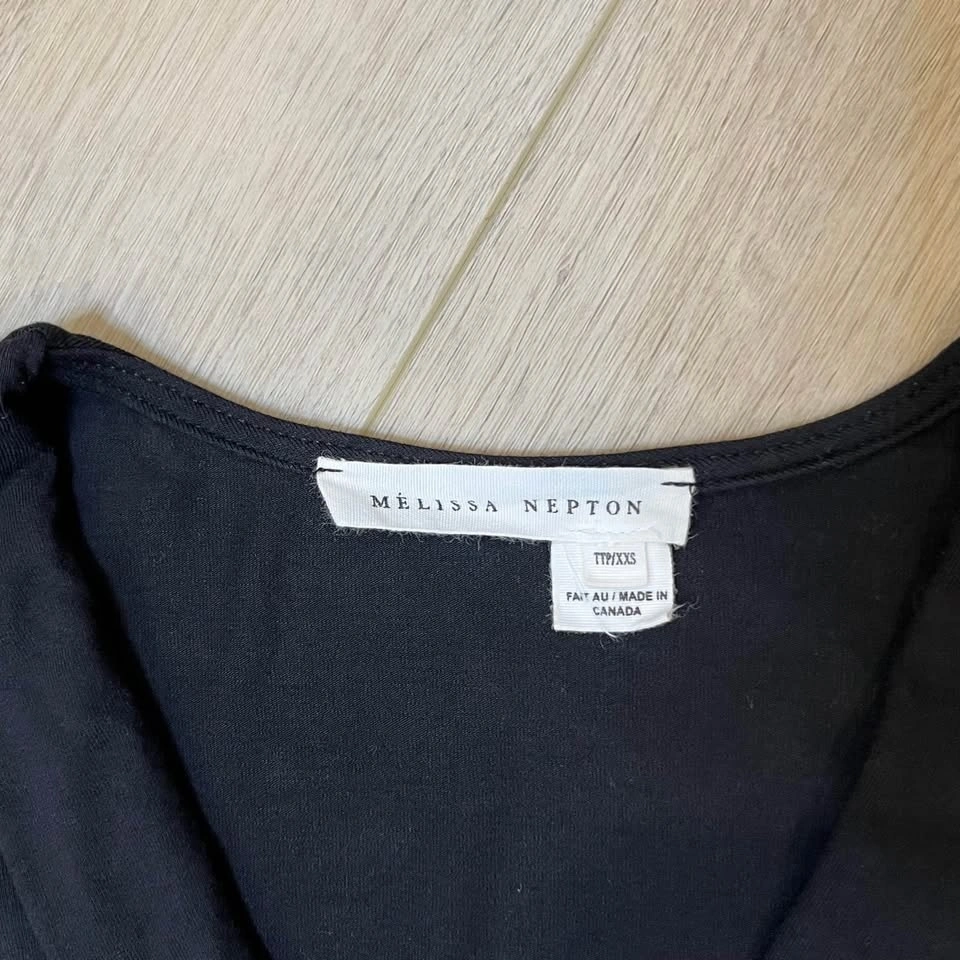 MÉLISSA NEPTON
TTP/XXS
FAIT AU / MADE IN
CANADA